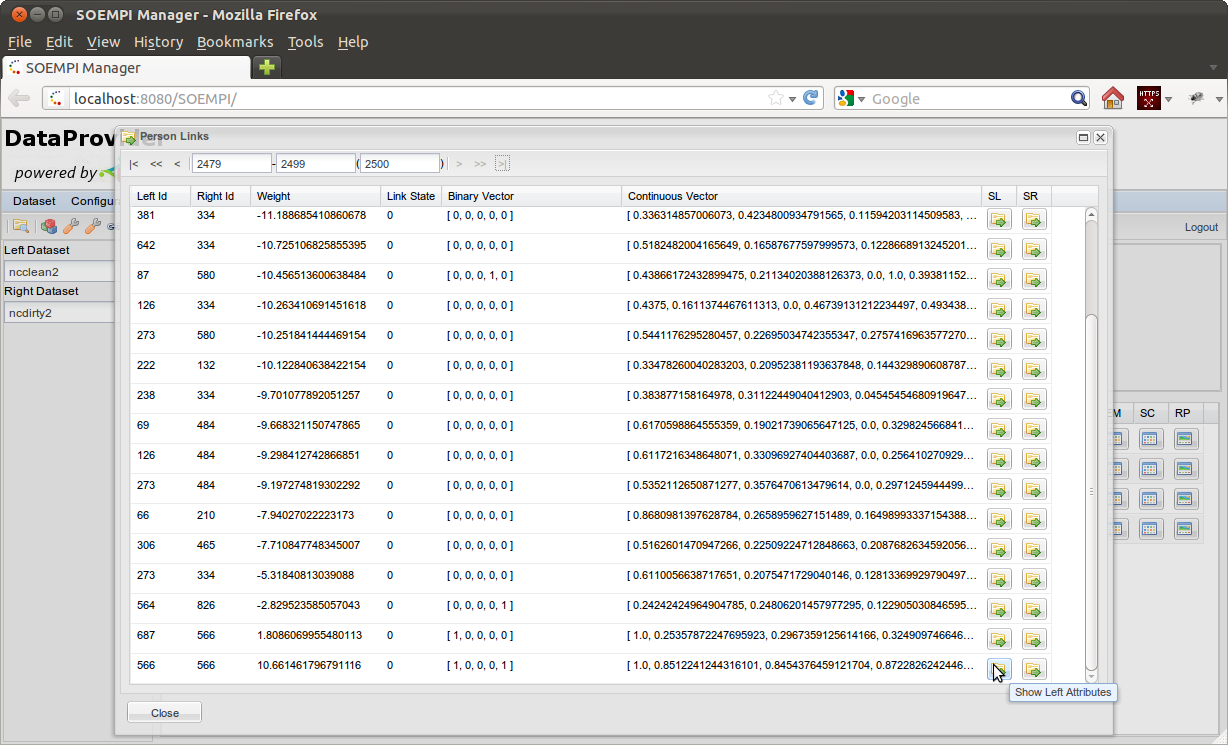 SOEMPI Manager - Mozilla Firefox
File Edit View History Bookmarks Tools Help
SOEMPI Manager
localhost:8080/SOEMPI/
Google
HTTPS
DataProvider
powered by
Person Links
|< << < 2479 - 2499 ( 2500 ) > >> >|
Dataset Configu
Logout
Left Dataset
ncclean2
Right Dataset
ncdirty2
Left Id Right Id Weight Link State Binary Vector Continuous Vector SL SR
381 334 -11.188685410860678 0 [ 0, 0, 0, 0, 0 ] [ 0.336314857006073, 0.4234800934791565, 0.11594203114509583, ...
642 334 -10.725106825855395 0 [ 0, 0, 0, 0, 0 ] [ 0.5182482004165649, 0.16587677597999573, 0.1228668913245201...
87 580 -10.456513600638484 0 [ 0, 0, 0, 1, 0 ] [ 0.43866172432899475, 0.21134020388126373, 0.0, 1.0, 0.39381152...
126 334 -10.263410691451618 0 [ 0, 0, 0, 0, 0 ] [ 0.4375, 0.1611374467611313, 0.0, 0.46739131212234497, 0.493438...
273 580 -10.251841444469154 0 [ 0, 0, 0, 0, 0 ] [ 0.5441176295280457, 0.22695034742355347, 0.2757416963577270...
222 132 -10.122840638422154 0 [ 0, 0, 0, 0, 0 ] [ 0.33478260040283203, 0.20952381193637848, 0.144329890608787...
238 334 -9.701077892051257 0 [ 0, 0, 0, 0, 0 ] [ 0.383877158164978, 0.31122449040412903, 0.04545454680919647...
69 484 -9.668321150747865 0 [ 0, 0, 0, 0, 0 ] [ 0.6170598864555359, 0.19021739065647125, 0.0, 0.329824566841...
126 484 -9.298412742866851 0 [ 0, 0, 0, 0, 0 ] [ 0.6117216348648071, 0.33096927404403687, 0.0, 0.256410270929...
273 484 -9.197274819302292 0 [ 0, 0, 0, 0, 0 ] [ 0.5352112650871277, 0.3576470613479614, 0.0, 0.2971245944499...
66 210 -7.94027022223173 0 [ 0, 0, 0, 0, 0 ] [ 0.8680981397628784, 0.2658959627151489, 0.16498993337154388...
306 465 -7.710847748345007 0 [ 0, 0, 0, 0, 0 ] [ 0.5162601470947266, 0.22509224712848663, 0.2087682634592056...
273 334 -5.31840813039088 0 [ 0, 0, 0, 0, 0 ] [ 0.6110056638717651, 0.2075471729040146, 0.12813369929790497...
564 826 -2.829523585057043 0 [ 0, 0, 0, 0, 1 ] [ 0.24242424964904785, 0.24806201457977295, 0.122905030846595...
687 566 1.8086069955480113 0 [ 1, 0, 0, 0, 0 ] [ 1.0, 0.25357872247695923, 0.2967359125614166, 0.324909746646...
566 566 10.661461796791116 0 [ 1, 0, 0, 0, 1 ] [ 1.0, 0.8512241244316101, 0.8454376459121704, 0.8722826242446...
M SC RP
Show Left Attributes
Close